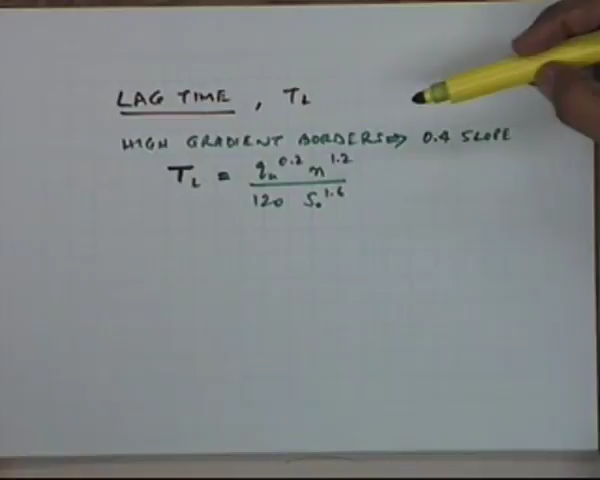 LAG TIME, TL
HIGH GRADIENT BORDERS => 0.4 SLOPE
TL = qu^0.2 n^1.2 / 120 So^1.6